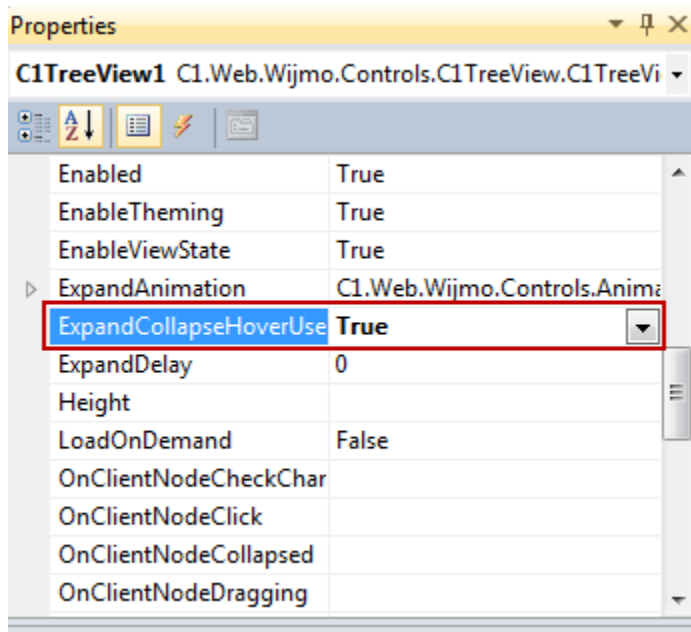 Properties
C1TreeView1 C1.Web.Wijmo.Controls.C1TreeView.C1TreeVi
Enabled True
EnableTheming True
EnableViewState True
ExpandAnimation C1.Web.Wijmo.Controls.Anima
ExpandCollapseHoverUse True
ExpandDelay 0
Height
LoadOnDemand False
OnClientNodeCheckChar
OnClientNodeClick
OnClientNodeCollapsed
OnClientNodeDragging